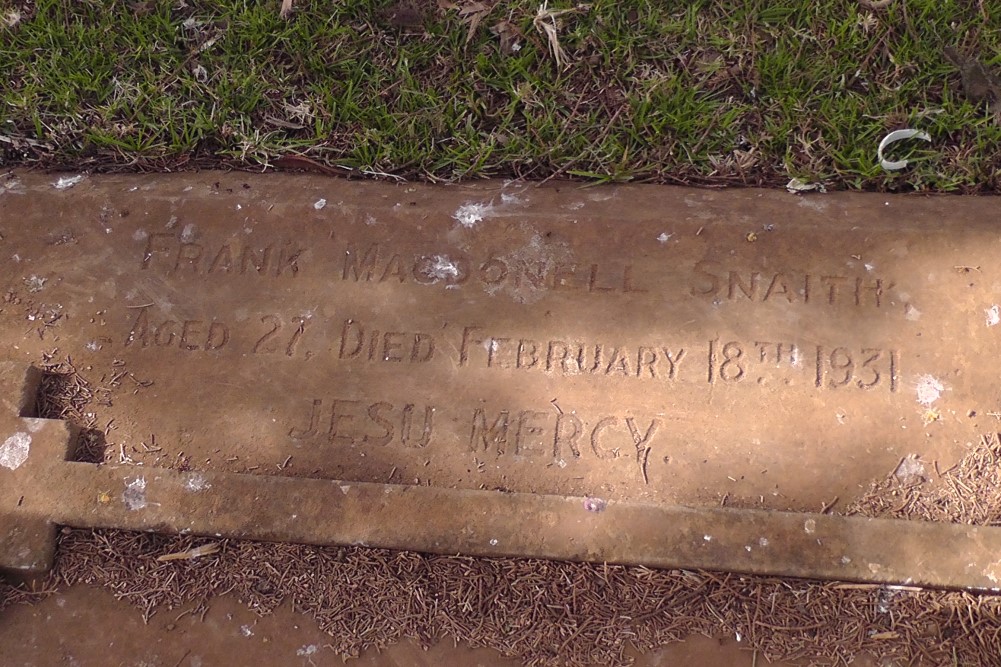 FRANK MACDONELL SNAITH
AGED 27, DIED FEBRUARY 18TH 1931
JESU MERCY.